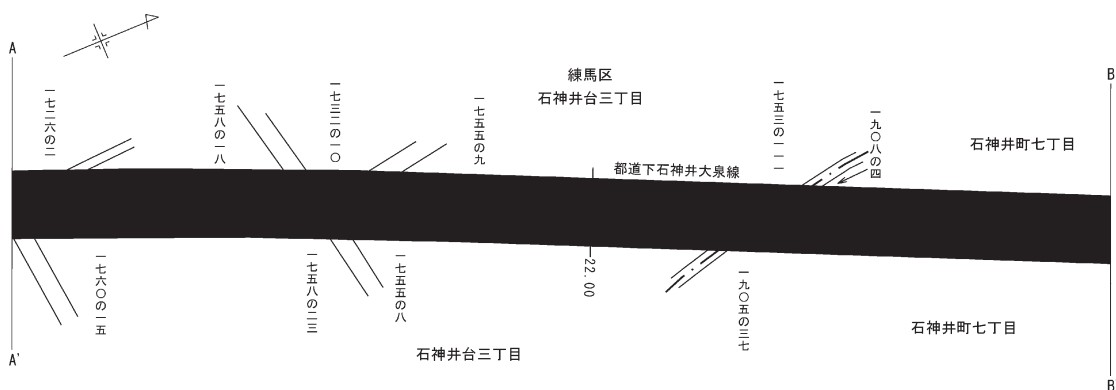 A
B
練馬区
石神井台三丁目
一七二六の二
一七五八の一八
一七三二の一〇
一七五五の九
一七五三の一一一
一九〇八の四
石神井町七丁目
都道下石神井大泉線
22.00
一七六〇の一五
一七五八の二三
一七五五の八
一九〇五の三七
石神井町七丁目
石神井台三丁目
A'
B